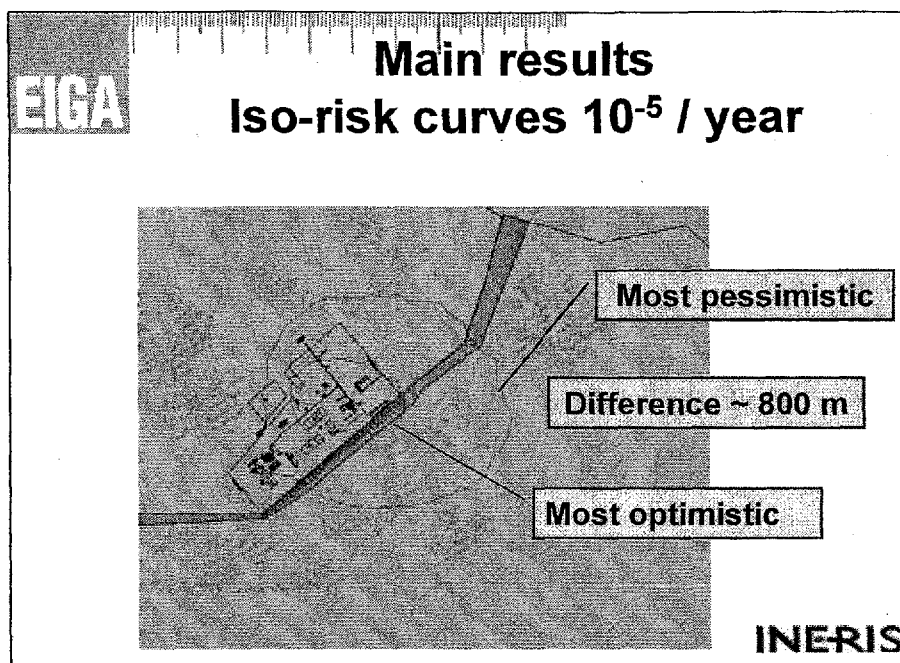 EIGA
Main results
Iso-risk curves 10⁻⁵ / year
Most pessimistic
Difference ~ 800 m
Most optimistic
INERIS